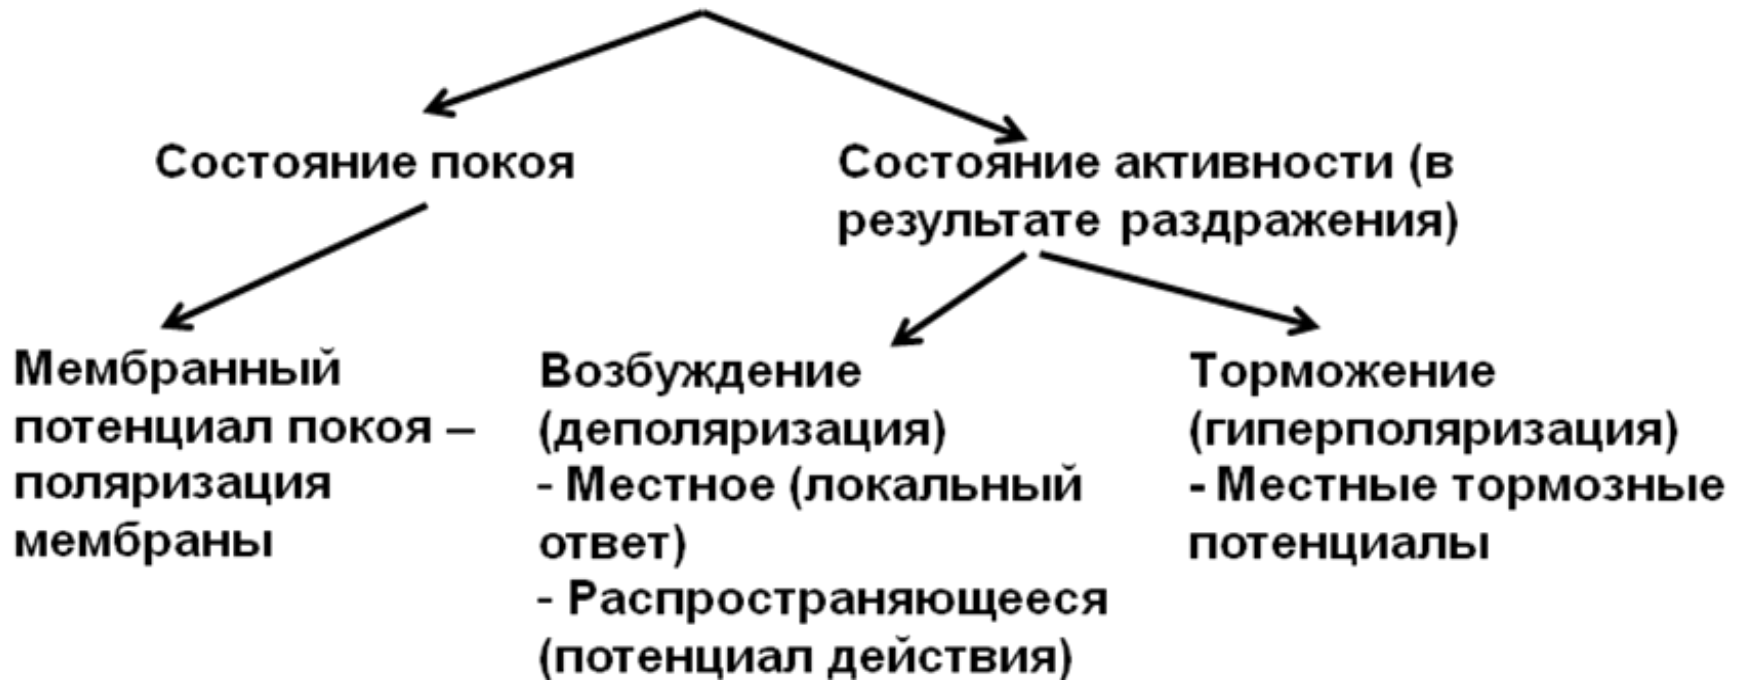 Состояние покоя
Состояние активности (в
результате раздражения)
Мембранный
потенциал покоя –
поляризация
мембраны
Возбуждение
(деполяризация)
- Местное (локальный
ответ)
- Распространяющееся
(потенциал действия)
Торможение
(гиперполяризация)
- Местные тормозные
потенциалы